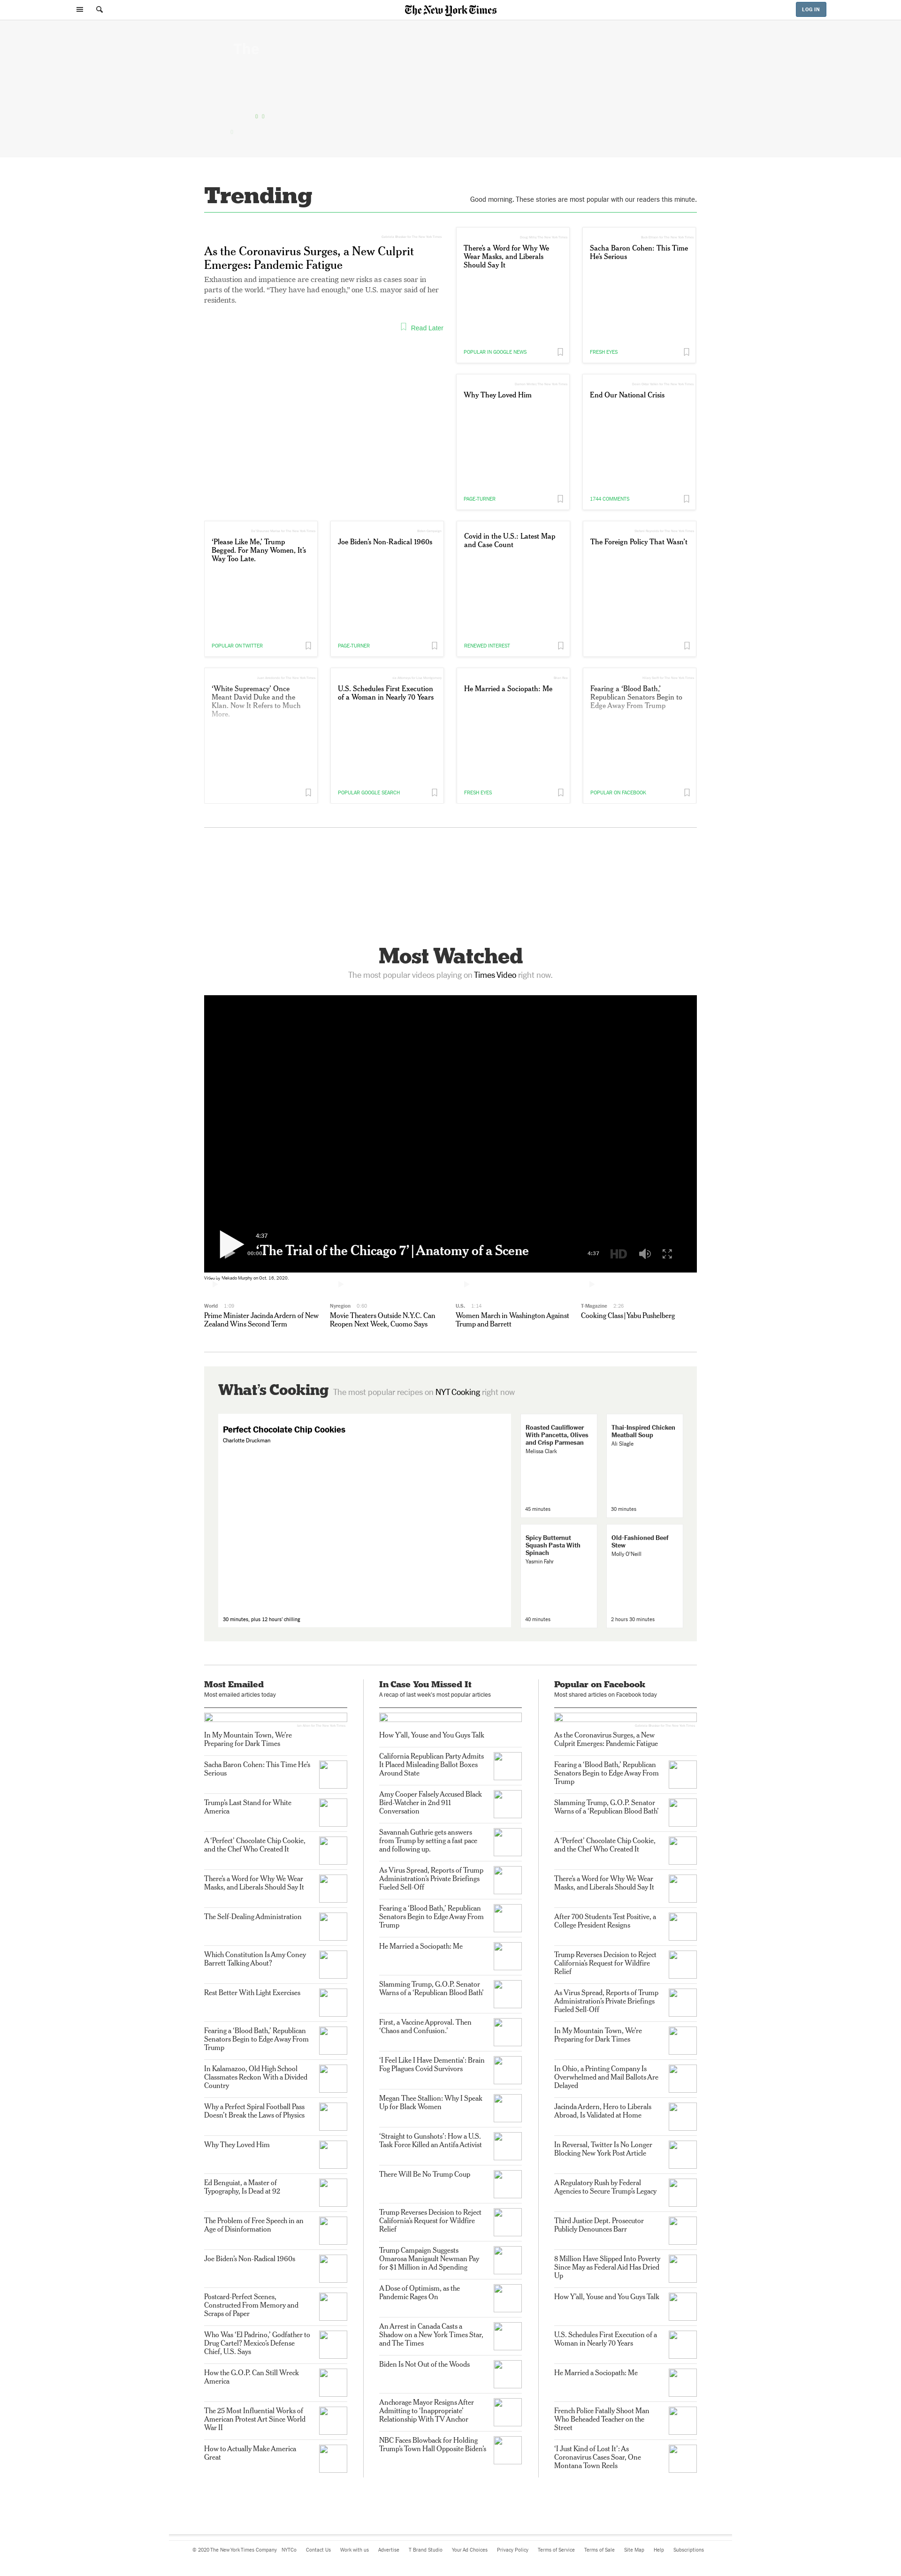 The New York Times
LOG IN
Trending
Good morning. These stories are most popular with our readers this minute.
As the Coronavirus Surges, a New Culprit
Emerges: Pandemic Fatigue
Exhaustion and impatience are creating new risks as cases soar in
parts of the world. “They have had enough,” one U.S. mayor said of her
residents.
Read Later
There’s a Word for Why We
Wear Masks, and Liberals
Should Say It
POPULAR IN GOOGLE NEWS
Sacha Baron Cohen: This Time
He’s Serious
FRESH EYES
Why They Loved Him
PAGE-TURNER
End Our National Crisis
1744 COMMENTS
‘Please Like Me,’ Trump
Begged. For Many Women, It’s
Way Too Late.
POPULAR ON TWITTER
Joe Biden’s Non-Radical 1960s
PAGE-TURNER
Covid in the U.S.: Latest Map
and Case Count
RENEWED INTEREST
The Foreign Policy That Wasn’t
‘White Supremacy’ Once
Meant David Duke and the
Klan. Now It Refers to Much
More.
U.S. Schedules First Execution
of a Woman in Nearly 70 Years
POPULAR GOOGLE SEARCH
He Married a Sociopath: Me
FRESH EYES
Fearing a ‘Blood Bath,’
Republican Senators Begin to
Edge Away From Trump
POPULAR ON FACEBOOK
Most Watched
The most popular videos playing on Times Video right now.
4:37
00:00
‘The Trial of the Chicago 7’ | Anatomy of a Scene
4:37
HD
Video by Mekado Murphy on Oct. 16, 2020.
World
Prime Minister Jacinda Ardern of New
Zealand Wins Second Term
Nyregion
Movie Theaters Outside N.Y.C. Can
Reopen Next Week, Cuomo Says
U.S. 1:14
Women March in Washington Against
Trump and Barrett
T-Magazine
Cooking Class | Yabu Pushelberg
What’s Cooking The most popular recipes on NYT Cooking right now
Perfect Chocolate Chip Cookies
Charlotte Druckman
30 minutes, plus 12 hours’ chilling
Roasted Cauliflower
With Pancetta, Olives
and Crisp Parmesan
Melissa Clark
45 minutes
Thai-Inspired Chicken
Meatball Soup
Ali Slagle
30 minutes
Spicy Butternut
Squash Pasta With
Spinach
Yasmin Fahr
40 minutes
Old-Fashioned Beef
Stew
Molly O’Neill
2 hours 30 minutes
Most Emailed
Most emailed articles today
In My Mountain Town, We’re
Preparing for Dark Times
Sacha Baron Cohen: This Time He’s
Serious
Trump’s Last Stand for White
America
A ‘Perfect’ Chocolate Chip Cookie,
and the Chef Who Created It
There’s a Word for Why We Wear
Masks, and Liberals Should Say It
The Self-Dealing Administration
Which Constitution Is Amy Coney
Barrett Talking About?
Rest Better With Light Exercises
Fearing a ‘Blood Bath,’ Republican
Senators Begin to Edge Away From
Trump
In Kalamazoo, Old High School
Classmates Reckon With a Divided
Country
Why a Perfect Spiral Football Pass
Doesn’t Break the Laws of Physics
Why They Loved Him
Ed Benguiat, a Master of
Typography, Is Dead at 92
The Problem of Free Speech in an
Age of Disinformation
Joe Biden’s Non-Radical 1960s
Postcard-Perfect Scenes,
Constructed From Memory and
Scraps of Paper
Who Was ‘El Padrino,’ Godfather to
Drug Cartel? Mexico’s Defense
Chief, U.S. Says
How the G.O.P. Can Still Wreck
America
The 25 Most Influential Works of
American Protest Art Since World
War II
How to Actually Make America
Great
In Case You Missed It
A recap of last week’s most popular articles
How Y’all, Youse and You Guys Talk
California Republican Party Admits
It Placed Misleading Ballot Boxes
Around State
Amy Cooper Falsely Accused Black
Bird-Watcher in 2nd 911
Conversation
Savannah Guthrie gets answers
from Trump by setting a fast pace
and following up.
As Virus Spread, Reports of Trump
Administration’s Private Briefings
Fueled Sell-Off
Fearing a ‘Blood Bath,’ Republican
Senators Begin to Edge Away From
Trump
He Married a Sociopath: Me
Slamming Trump, G.O.P. Senator
Warns of a ‘Republican Blood Bath’
First, a Vaccine Approval. Then
‘Chaos and Confusion.’
‘I Feel Like I Have Dementia’: Brain
Fog Plagues Covid Survivors
Megan Thee Stallion: Why I Speak
Up for Black Women
‘Straight to Gunshots’: How a U.S.
Task Force Killed an Antifa Activist
There Will Be No Trump Coup
Trump Reverses Decision to Reject
California’s Request for Wildfire
Relief
Trump Campaign Suggests
Omarosa Manigault Newman Pay
for $1 Million in Ad Spending
A Dose of Optimism, as the
Pandemic Rages On
An Arrest in Canada Casts a
Shadow on a New York Times Star,
and The Times
Biden Is Not Out of the Woods
Anchorage Mayor Resigns After
Admitting to ‘Inappropriate’
Relationship With TV Anchor
NBC Faces Blowback for Holding
Trump’s Town Hall Opposite Biden’s
Popular on Facebook
Most shared articles on Facebook today
As the Coronavirus Surges, a New
Culprit Emerges: Pandemic Fatigue
Fearing a ‘Blood Bath,’ Republican
Senators Begin to Edge Away From
Trump
Slamming Trump, G.O.P. Senator
Warns of a ‘Republican Blood Bath’
A ‘Perfect’ Chocolate Chip Cookie,
and the Chef Who Created It
There’s a Word for Why We Wear
Masks, and Liberals Should Say It
After 700 Students Test Positive, a
College President Resigns
Trump Reverses Decision to Reject
California’s Request for Wildfire
Relief
As Virus Spread, Reports of Trump
Administration’s Private Briefings
Fueled Sell-Off
In My Mountain Town, We’re
Preparing for Dark Times
In Ohio, a Printing Company Is
Overwhelmed and Mail Ballots Are
Delayed
Jacinda Ardern, Hero to Liberals
Abroad, Is Validated at Home
In Reversal, Twitter Is No Longer
Blocking New York Post Article
A Regulatory Rush by Federal
Agencies to Secure Trump’s Legacy
Third Justice Dept. Prosecutor
Publicly Denounces Barr
8 Million Have Slipped Into Poverty
Since May as Federal Aid Has Dried
Up
How Y’all, Youse and You Guys Talk
U.S. Schedules First Execution of a
Woman in Nearly 70 Years
He Married a Sociopath: Me
French Police Fatally Shoot Man
Who Beheaded Teacher on the
Street
‘I Just Kind of Lost It’: As
Coronavirus Cases Soar, One
Montana Town Reels
© 2020 The New York Times Company NYTCo Contact Us Work with us Advertise T Brand Studio Your Ad Choices Privacy Policy Terms of Service Terms of Sale Site Map Help Subscriptions